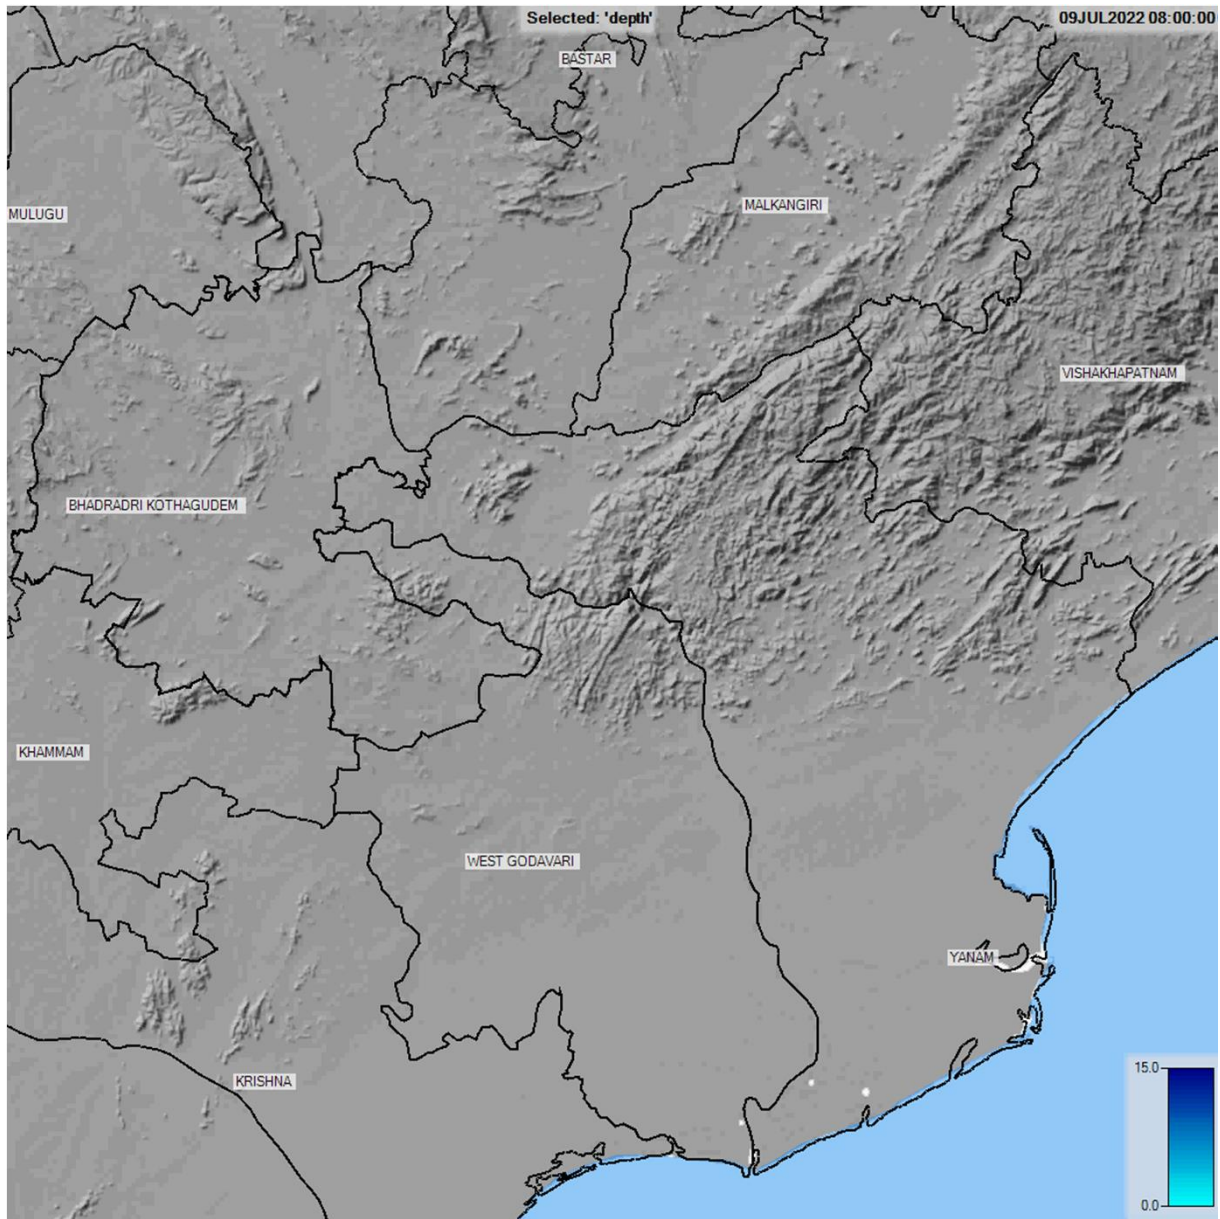 Selected: 'depth'
09JUL2022 08:00:00
BASTAR
MULUGU
MALKANGIRI
VISHAKHAPATNAM
BHADRADRI KOTHAGUDEM
KHAMMAM
WEST GODAVARI
YANAM
KRISHNA
15.0
0.0